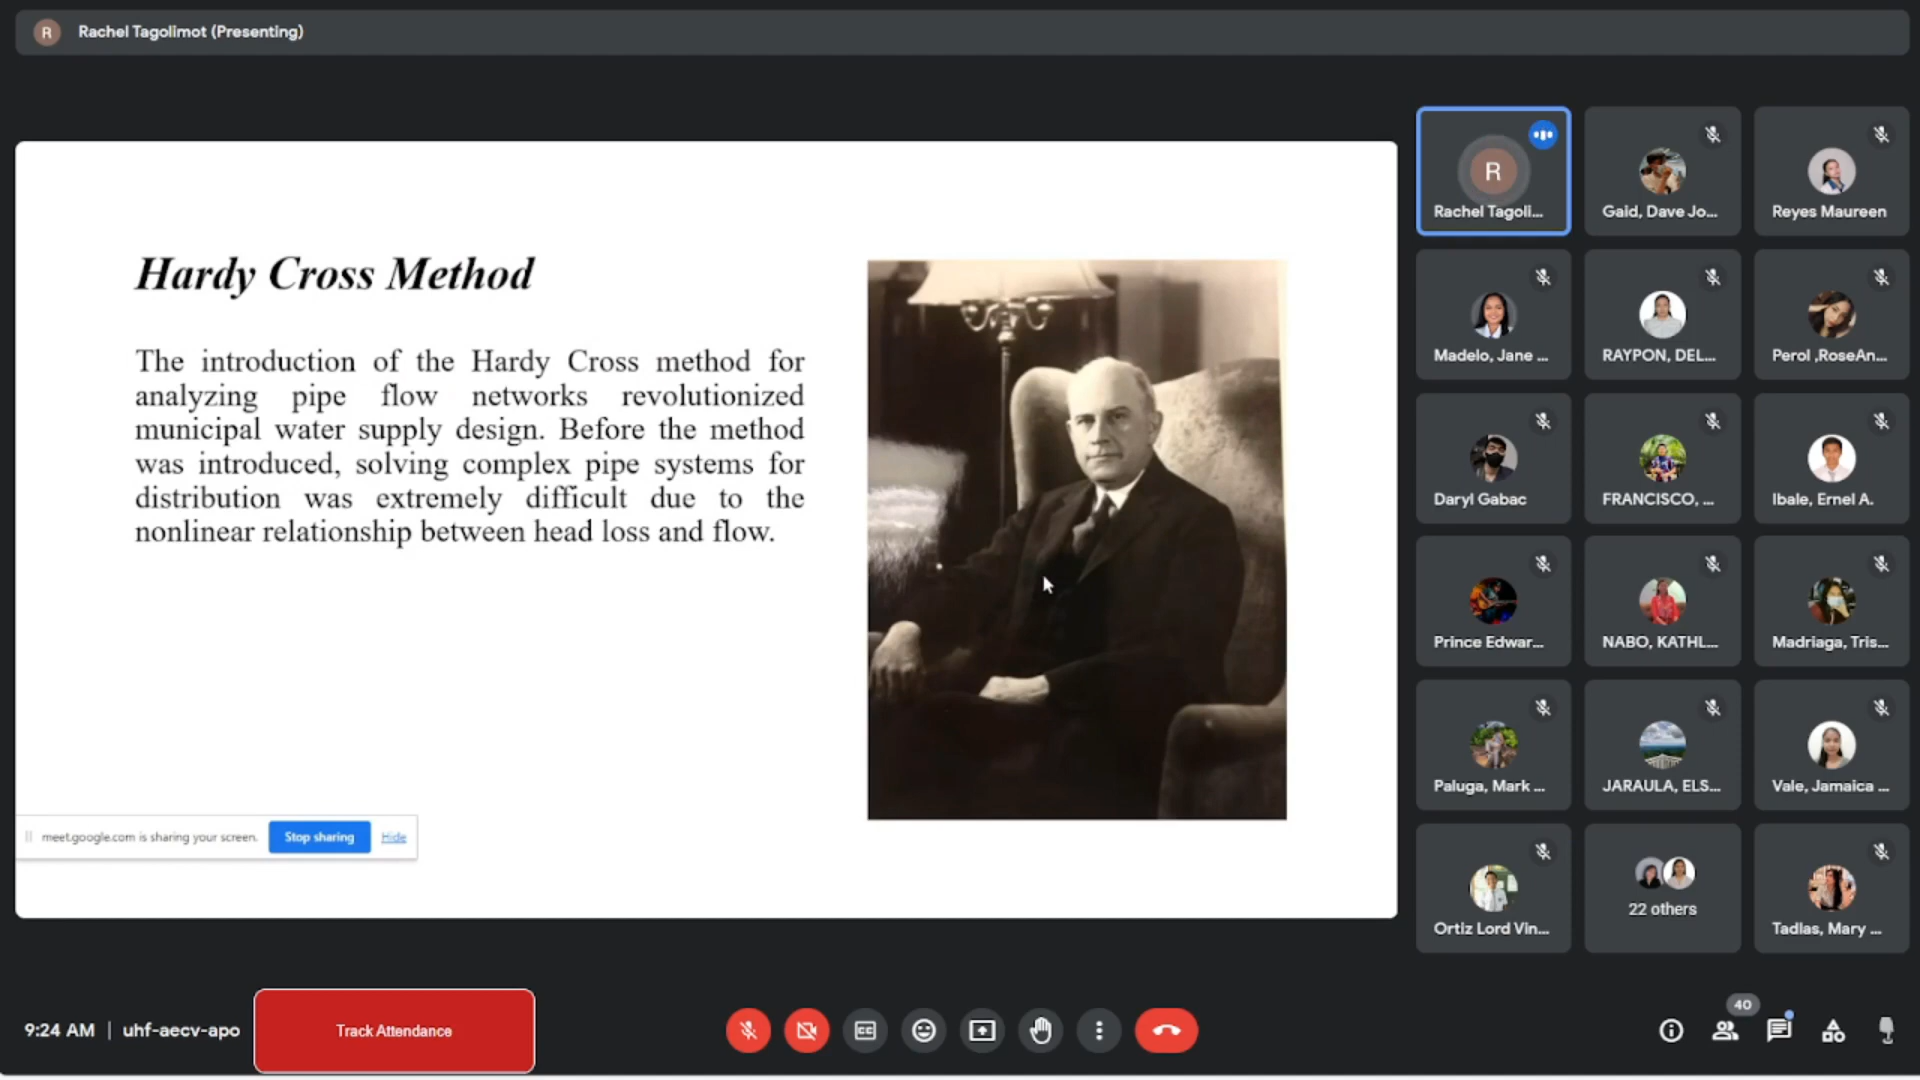 R
Rachel Tagolimot (Presenting)
Hardy Cross Method
The introduction of the Hardy Cross method for
analyzing pipe flow networks revolutionized
municipal water supply design. Before the method
was introduced, solving complex pipe systems for
distribution was extremely difficult due to the
nonlinear relationship between head loss and flow.
meet.google.com is sharing your screen.
Stop sharing
Hide
R
Rachel Tagoli...
Gaid, Dave Jo...
Reyes Maureen
Madelo, Jane ...
RAYPON, DEL...
Perol ,RoseAn...
Daryl Gabac
FRANCISCO, ...
Ibale, Ernel A.
Prince Edwar...
NABO, KATHL...
Madriaga, Tris...
Paluga, Mark ...
JARAULA, ELS...
Vale, Jamaica ...
Ortiz Lord Vin...
22 others
Tadlas, Mary ...
9:24 AM | uhf-aecv-apo
Track Attendance
CC
40